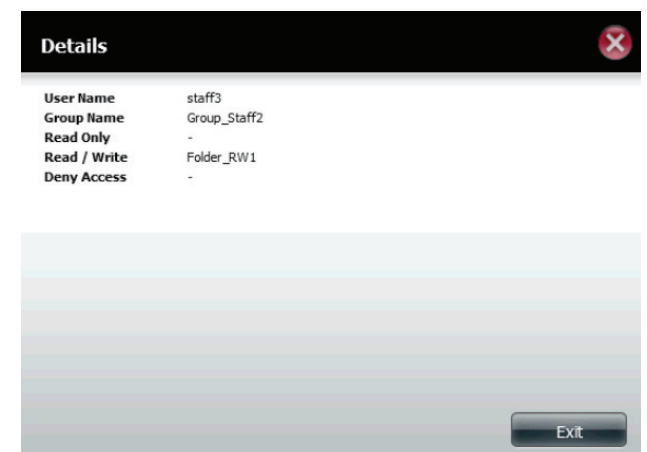 Details
User Name staff3
Group Name Group_Staff2
Read Only -
Read / Write Folder_RW1
Deny Access -
Exit